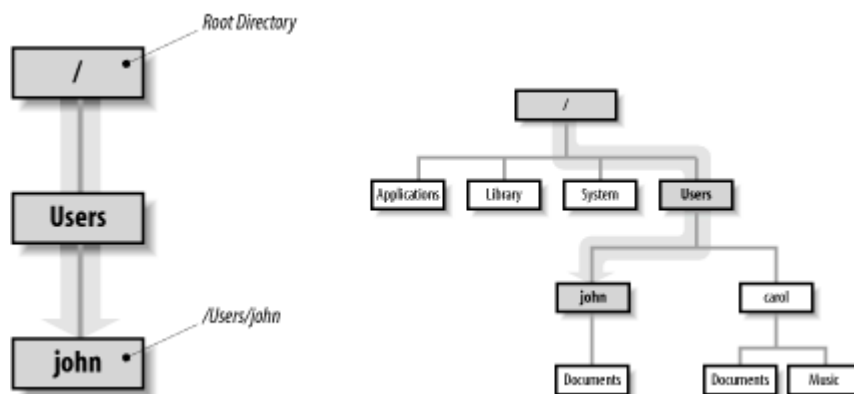 Root Directory
/
Users
/Users/john
john
/
Applications Library System Users
john carol
Documents Documents Music